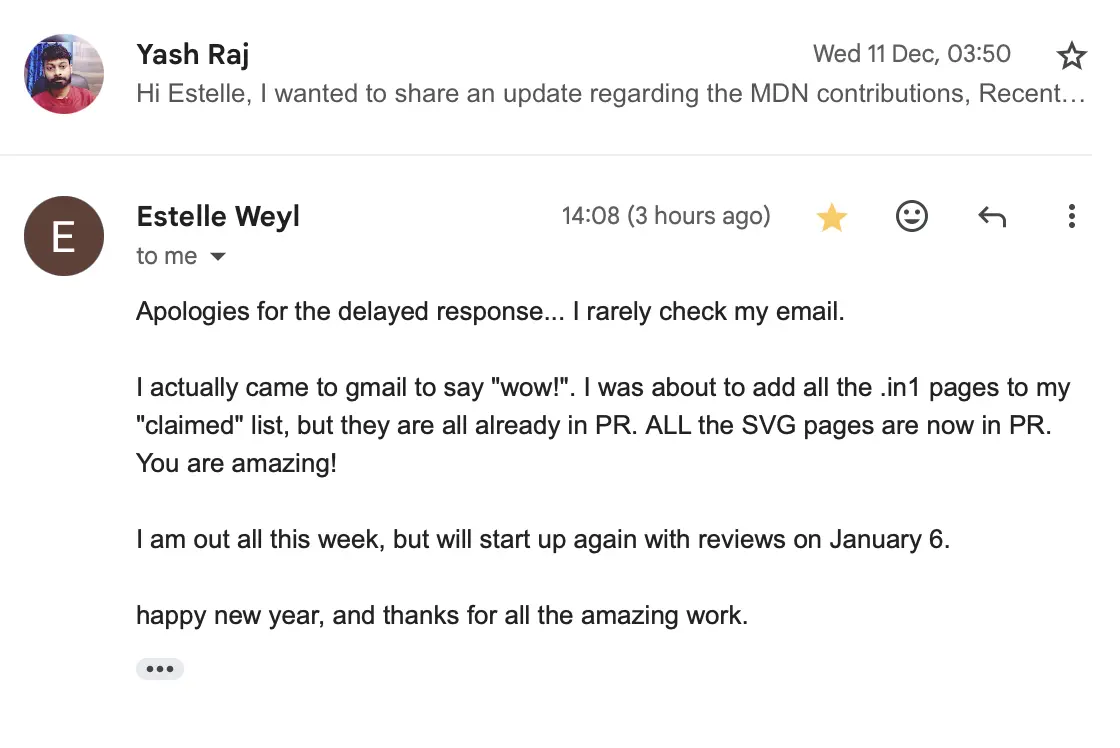 Yash Raj
Wed 11 Dec, 03:50
Hi Estelle, I wanted to share an update regarding the MDN contributions, Recent…
E
Estelle Weyl
14:08 (3 hours ago)
to me
Apologies for the delayed response... I rarely check my email.
I actually came to gmail to say "wow!". I was about to add all the .in1 pages to my
"claimed" list, but they are all already in PR. ALL the SVG pages are now in PR.
You are amazing!
I am out all this week, but will start up again with reviews on January 6.
happy new year, and thanks for all the amazing work.